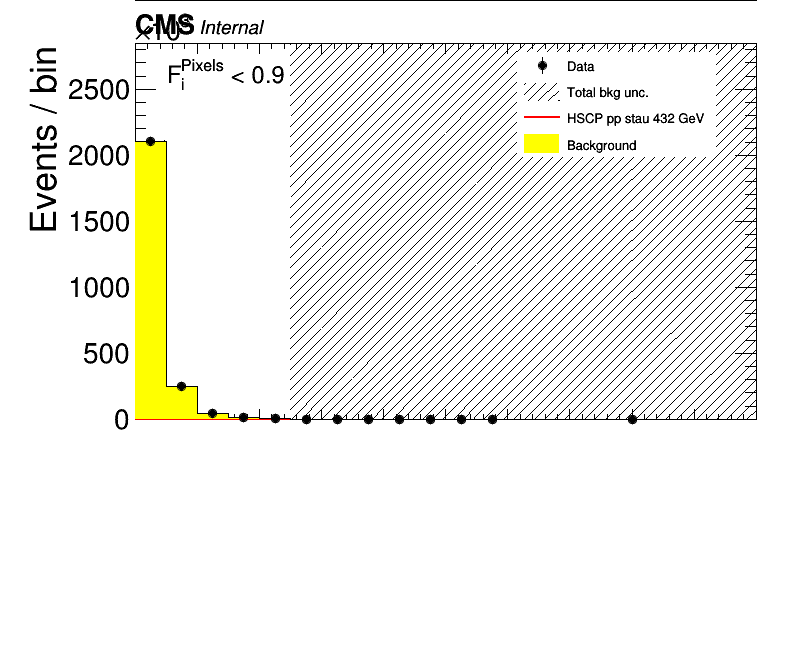 CMS Internal
×10
Events / bin
F_i^Pixels < 0.9
Data
Total bkg unc.
HSCP pp stau 432 GeV
Background
2500
2000
1500
1000
500
0